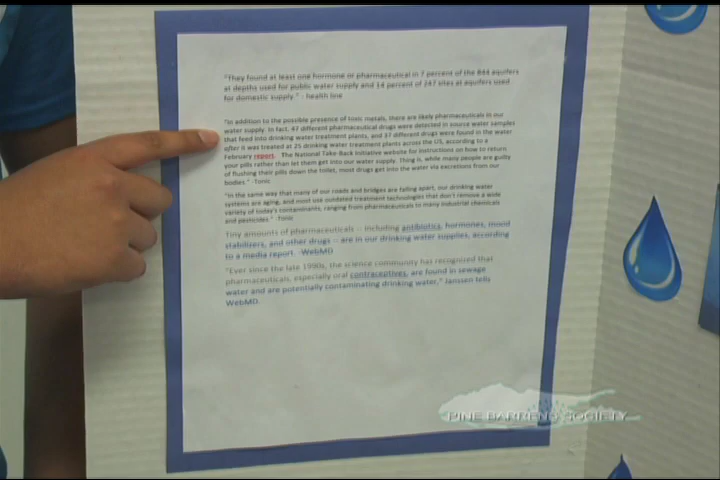 "They found at least one hormone or pharmaceutical in 7 percent of the 844 aquifers
at depths used for public water supply and 14 percent of 247 sites at aquifers used
for domestic supply." - health line
"In addition to the possible presence of toxic metals, there are likely pharmaceuticals in our
water supply. In fact, 47 different pharmaceutical drugs were detected in source water samples
that feed into drinking water treatment plants, and 37 different drugs were found in the water
after it was treated at 25 drinking water treatment plants across the US, according to a
February report. The National Take-Back Initiative website for instructions on how to return
your pills rather than let them get into our water supply. Thing is, while many people are guilty
of flushing their pills down the toilet, most drugs get into the water via excretions from our
bodies." -Tonic
"In the same way that many of our roads and bridges are falling apart, our drinking water
systems are aging, and most use outdated treatment technologies that don't remove a wide
variety of today's contaminants, ranging from pharmaceuticals to many industrial chemicals
and pesticides." -Tonic
Tiny amounts of pharmaceuticals -- including antibiotics, hormones, mood
stabilizers, and other drugs -- are in our drinking water supplies, according
to a media report. -WebMD
"Ever since the late 1990s, the science community has recognized that
pharmaceuticals, especially oral contraceptives, are found in sewage
water and are potentially contaminating drinking water," Janssen tells
WebMD.
PINE BARRENS SOCIETY